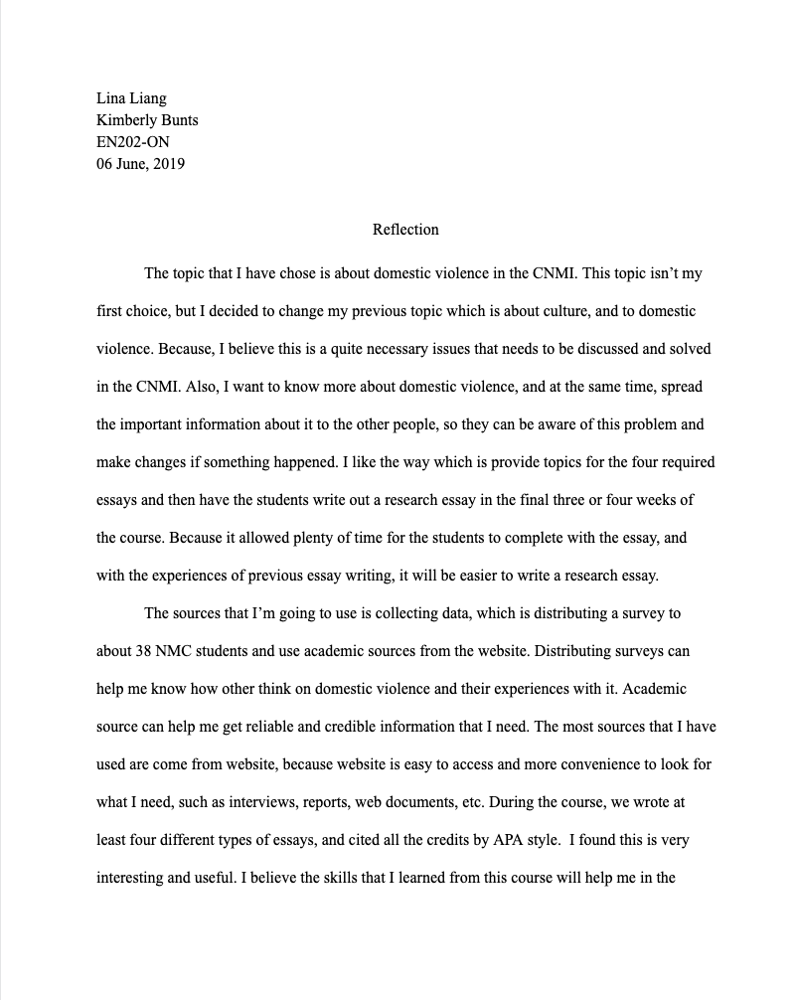 Lina Liang
Kimberly Bunts
EN202-ON
06 June, 2019
Reflection
The topic that I have chose is about domestic violence in the CNMI. This topic isn’t my
first choice, but I decided to change my previous topic which is about culture, and to domestic
violence. Because, I believe this is a quite necessary issues that needs to be discussed and solved
in the CNMI. Also, I want to know more about domestic violence, and at the same time, spread
the important information about it to the other people, so they can be aware of this problem and
make changes if something happened. I like the way which is provide topics for the four required
essays and then have the students write out a research essay in the final three or four weeks of
the course. Because it allowed plenty of time for the students to complete with the essay, and
with the experiences of previous essay writing, it will be easier to write a research essay.
The sources that I’m going to use is collecting data, which is distributing a survey to
about 38 NMC students and use academic sources from the website. Distributing surveys can
help me know how other think on domestic violence and their experiences with it. Academic
source can help me get reliable and credible information that I need. The most sources that I have
used are come from website, because website is easy to access and more convenience to look for
what I need, such as interviews, reports, web documents, etc. During the course, we wrote at
least four different types of essays, and cited all the credits by APA style.  I found this is very
interesting and useful. I believe the skills that I learned from this course will help me in the